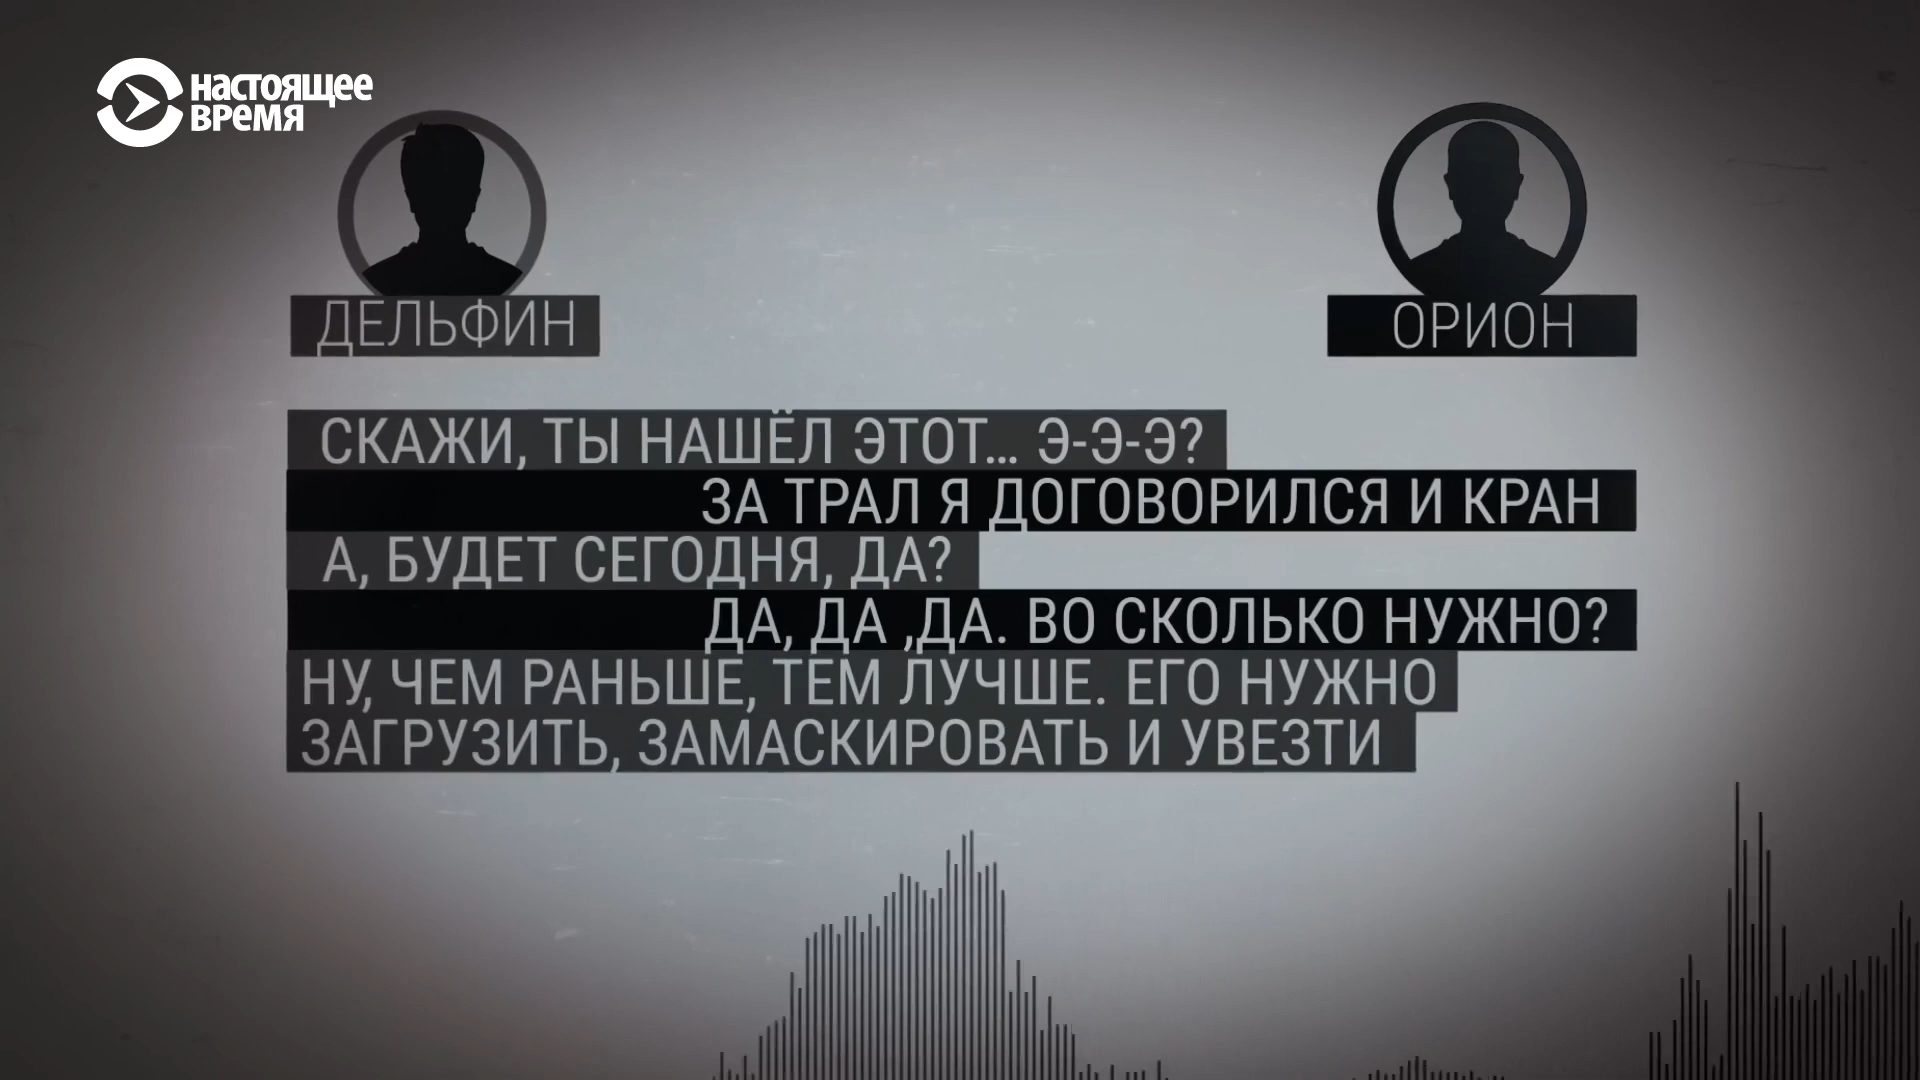 настоящее
время
ДЕЛЬФИН
ОРИОН
СКАЖИ, ТЫ НАШЁЛ ЭТОТ... Э-Э-Э?
ЗА ТРАЛ Я ДОГОВОРИЛСЯ И КРАН
А, БУДЕТ СЕГОДНЯ, ДА?
ДА, ДА ,ДА. ВО СКОЛЬКО НУЖНО?
НУ, ЧЕМ РАНЬШЕ, ТЕМ ЛУЧШЕ. ЕГО НУЖНО
ЗАГРУЗИТЬ, ЗАМАСКИРОВАТЬ И УВЕЗТИ